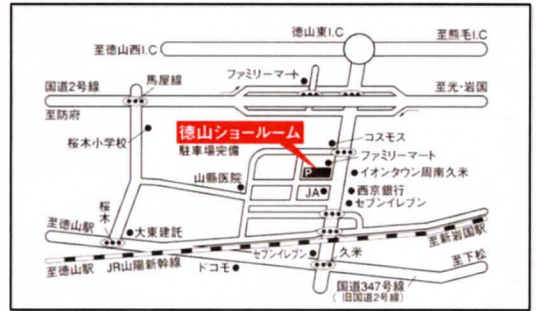 徳山東I.C
至熊毛I.C
至徳山西I.C
ファミリーマート
国道2号線
馬屋線
至光・岩国
至防府
徳山ショールーム
コスモス
桜木小学校
駐車場完備
ファミリーマート
P
イオンタウン周南久米
山縣医院
JA
西京銀行
セブンイレブン
桜木
至徳山駅
大東建託
至新岩国駅
セブンイレブン
久米
至下松
至徳山駅
JR山陽新幹線
ドコモ
国道347号線
(旧国道2号線)